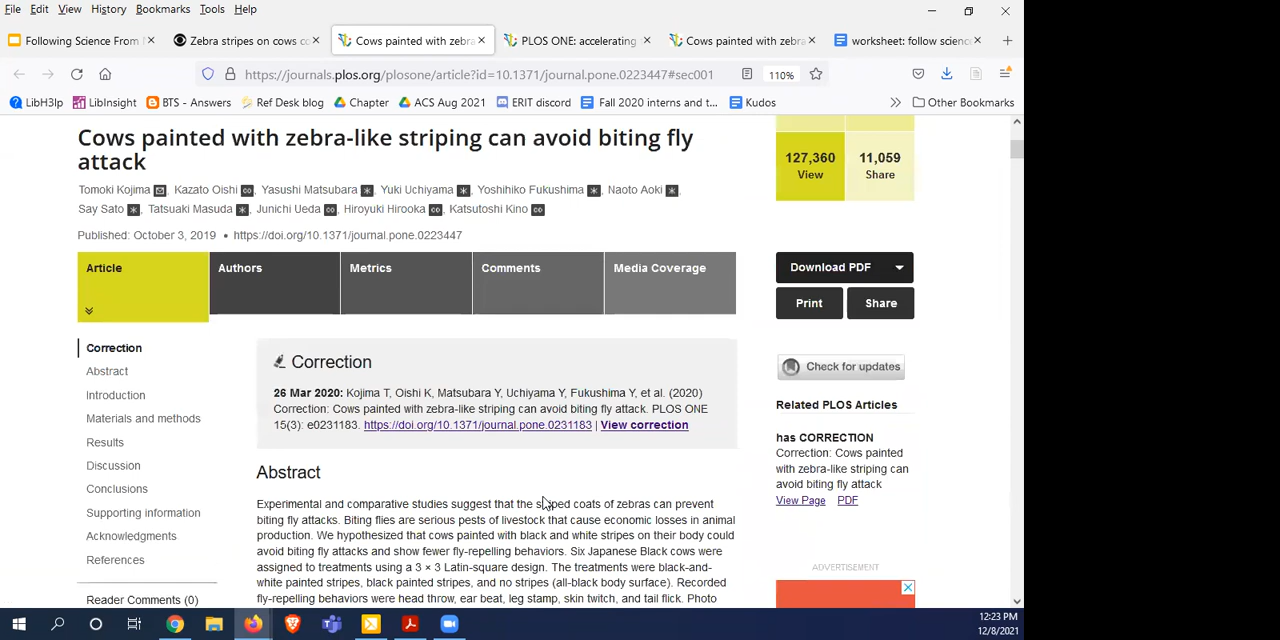 File Edit View History Bookmarks Tools Help
Following Science From
Zebra stripes on cows c
Cows painted with zebra
PLOS ONE: accelerating
Cows painted with zebra
worksheet: follow science
https://journals.plos.org/plosone/article?id=10.1371/journal.pone.0223447#sec001
110%
LibH3lp LibInsight BTS - Answers Ref Desk blog Chapter ACS Aug 2021 ERIT discord Fall 2020 interns and t... Kudos Other Bookmarks
Cows painted with zebra-like striping can avoid biting fly
attack
Tomoki Kojima, Kazato Oishi, Yasushi Matsubara, Yuki Uchiyama, Yoshihiko Fukushima, Naoto Aoki,
Say Sato, Tatsuaki Masuda, Junichi Ueda, Hiroyuki Hirooka, Katsutoshi Kino
Published: October 3, 2019 • https://doi.org/10.1371/journal.pone.0223447
127,360
View
11,059
Share
Article
Authors
Metrics
Comments
Media Coverage
Download PDF
Print
Share
Check for updates
Related PLOS Articles
has CORRECTION
Correction: Cows painted
with zebra-like striping can
avoid biting fly attack
View Page PDF
ADVERTISEMENT
Correction
Abstract
Introduction
Materials and methods
Results
Discussion
Conclusions
Supporting information
Acknowledgments
References
Reader Comments (0)
Correction
26 Mar 2020: Kojima T, Oishi K, Matsubara Y, Uchiyama Y, Fukushima Y, et al. (2020)
Correction: Cows painted with zebra-like striping can avoid biting fly attack. PLOS ONE
15(3): e0231183. https://doi.org/10.1371/journal.pone.0231183 | View correction
Abstract
Experimental and comparative studies suggest that the striped coats of zebras can prevent
biting fly attacks. Biting flies are serious pests of livestock that cause economic losses in animal
production. We hypothesized that cows painted with black and white stripes on their body could
avoid biting fly attacks and show fewer fly-repelling behaviors. Six Japanese Black cows were
assigned to treatments using a 3 × 3 Latin-square design. The treatments were black-and-
white painted stripes, black painted stripes, and no stripes (all-black body surface). Recorded
fly-repelling behaviors were head throw, ear beat, leg stamp, skin twitch, and tail flick. Photo
12:23 PM
12/8/2021